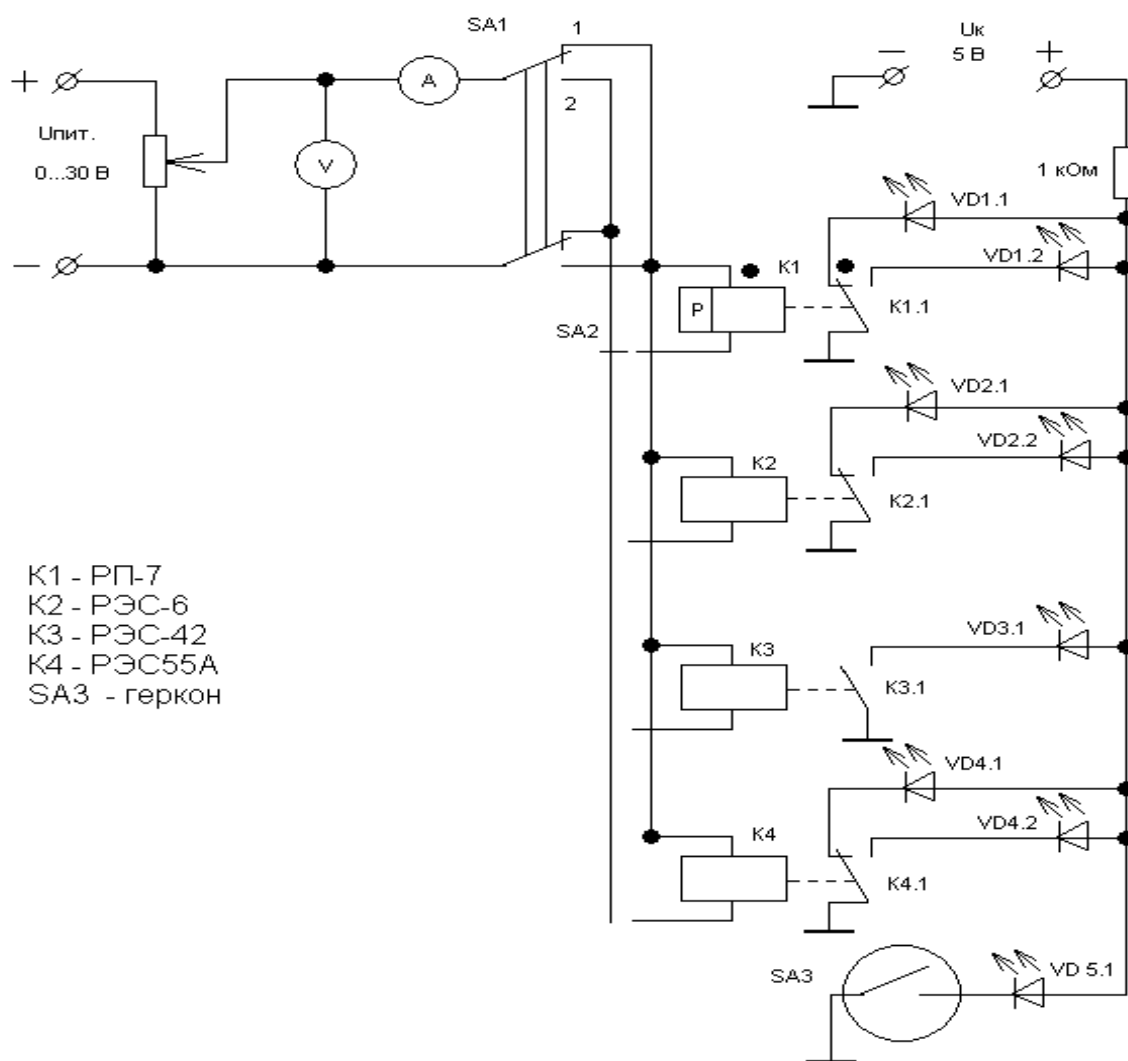 SA1
1
2
+
Uпит.
0...30 В
–
A
V
Uк
5 В
–
+
1 кОм
VD1.1
VD1.2
K1
P
K1.1
SA2
VD2.1
VD2.2
K2
K2.1
K1 - РП-7
K2 - РЭС-6
K3 - РЭС-42
K4 - РЭС55А
SA3 - геркон
VD3.1
K3
K3.1
VD4.1
VD4.2
K4
K4.1
SA3
VD 5.1